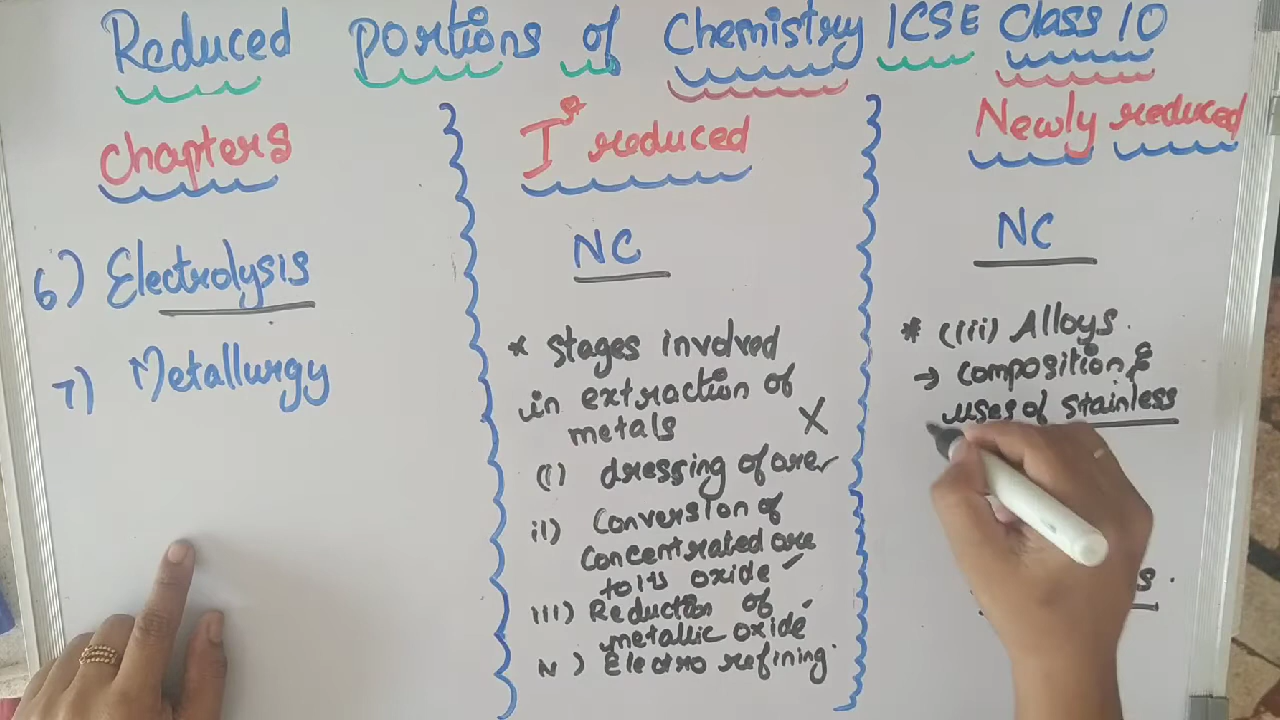 Reduced portions of Chemistry ICSE Class 10
Chapters
Ist reduced
Newly reduced
6) Electrolysis
NC
NC
7) Metallurgy
* stages involved
in extraction of
metals X
(i) dressing of ore
ii) Conversion of
concentrated ore
to its oxide
iii) Reduction of
metallic oxide
iv) Electro refining.
* (iii) Alloys.
→ composition &
uses of stainless